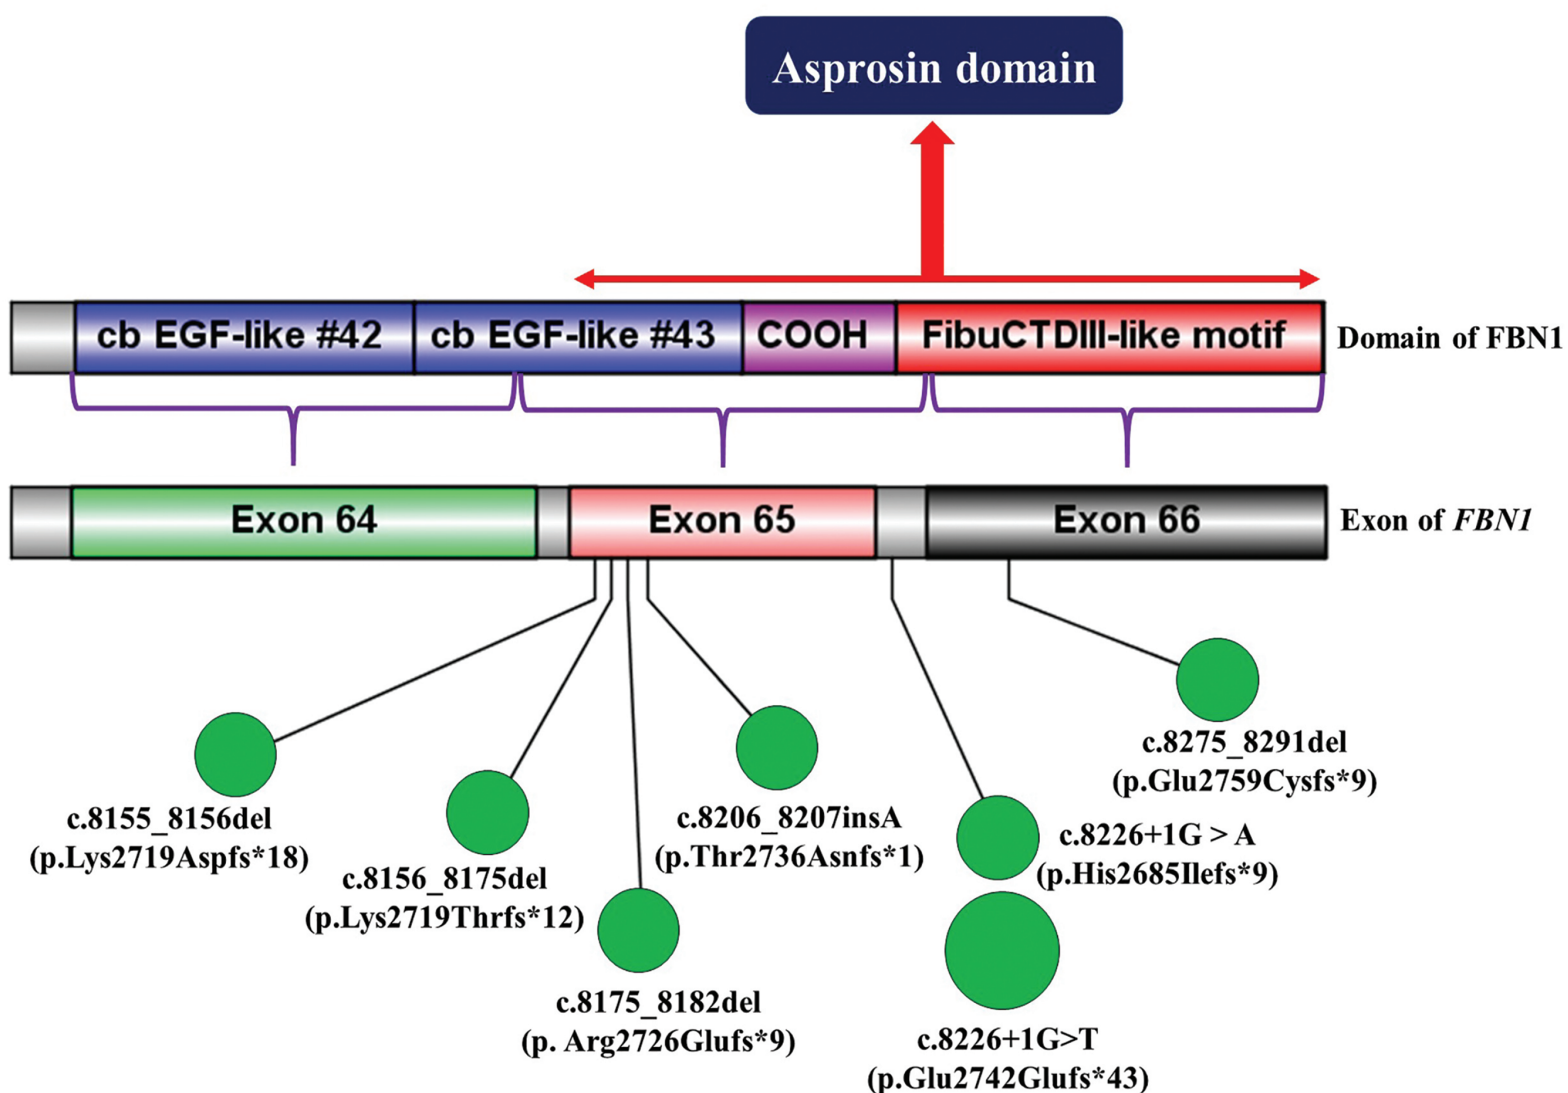 Asprosin domain
cb EGF-like #42
cb EGF-like #43
COOH
FibuCTDIII-like motif
Domain of FBN1
Exon 64
Exon 65
Exon 66
Exon of FBN1
c.8155_8156del
(p.Lys2719Aspfs*18)
c.8156_8175del
(p.Lys2719Thrfs*12)
c.8175_8182del
(p. Arg2726Glufs*9)
c.8206_8207insA
(p.Thr2736Asnfs*1)
c.8226+1G > A
(p.His2685Ilefs*9)
c.8226+1G>T
(p.Glu2742Glufs*43)
c.8275_8291del
(p.Glu2759Cysfs*9)